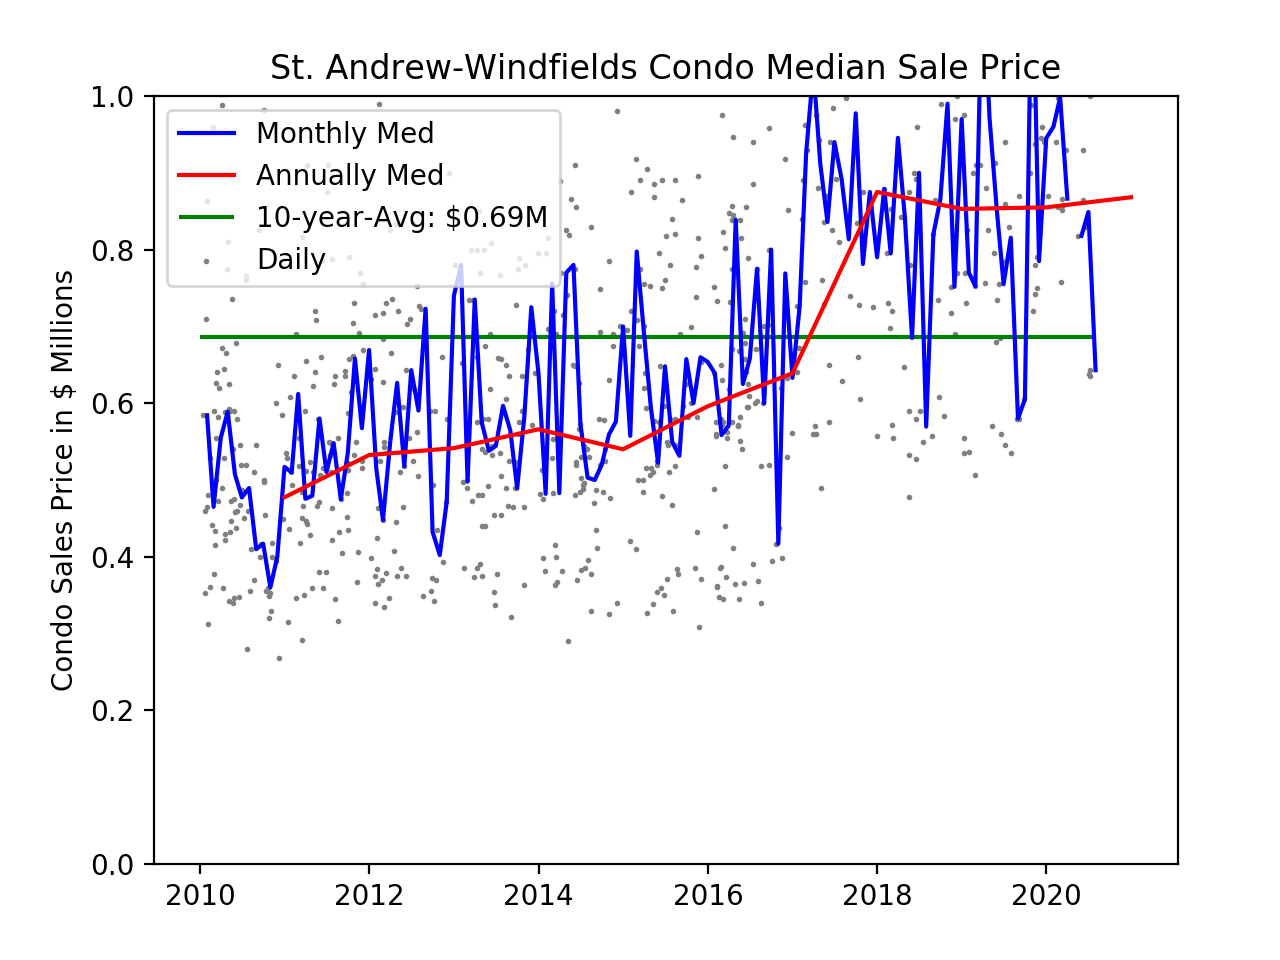 St. Andrew-Windfields Condo Median Sale Price
Monthly Med
Annually Med
10-year-Avg: $0.69M
Daily
Condo Sales Price in $ Millions
1.0
0.8
0.6
0.4
0.2
0.0
2010 2012 2014 2016 2018 2020